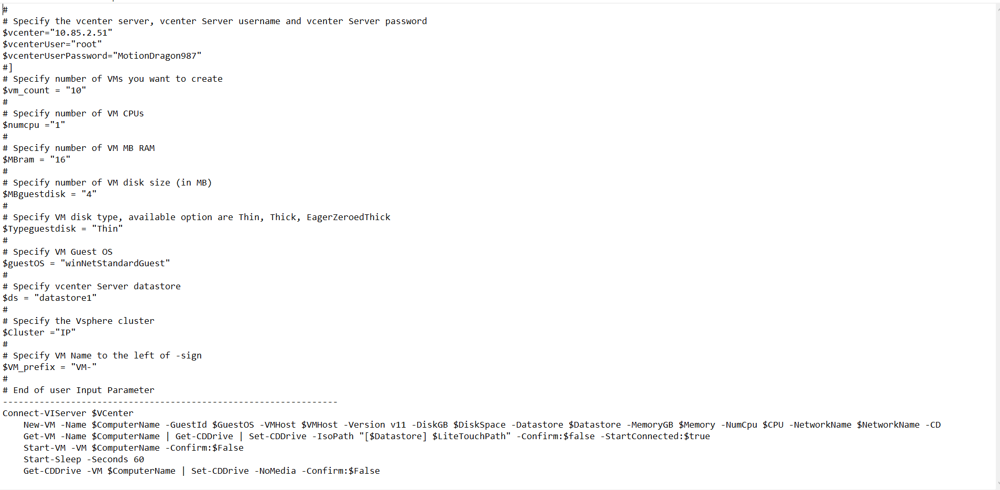 #
# Specify the vcenter server, vcenter Server username and vcenter Server password
$vcenter="10.85.2.51"
$vcenterUser="root"
$vcenterUserPassword="MotionDragon987"
#]
# Specify number of VMs you want to create
$vm_count = "10"
#
# Specify number of VM CPUs
$numcpu ="1"
#
# Specify number of VM MB RAM
$MBram = "16"
#
# Specify number of VM disk size (in MB)
$MBguestdisk = "4"
#
# Specify VM disk type, available option are Thin, Thick, EagerZeroedThick
$Typeguestdisk = "Thin"
#
# Specify VM Guest OS
$guestOS = "winNetStandardGuest"
#
# Specify vcenter Server datastore
$ds = "datastore1"
#
# Specify the Vsphere cluster
$Cluster ="IP"
#
# Specify VM Name to the left of -sign
$VM_prefix = "VM-"
#
# End of user Input Parameter
----------------------------------------------------------------
Connect-VIServer $VCenter
    New-VM -Name $ComputerName -GuestId $GuestOS -VMHost $VMHost -Version v11 -DiskGB $DiskSpace -Datastore $Datastore -MemoryGB $Memory -NumCpu $CPU -NetworkName $NetworkName -CD
    Get-VM -Name $ComputerName | Get-CDDrive | Set-CDDrive -IsoPath "[$Datastore] $LiteTouchPath" -Confirm:$false -StartConnected:$true
    Start-VM -VM $ComputerName -Confirm:$False
    Start-Sleep -Seconds 60
    Get-CDDrive -VM $ComputerName | Set-CDDrive -NoMedia -Confirm:$False